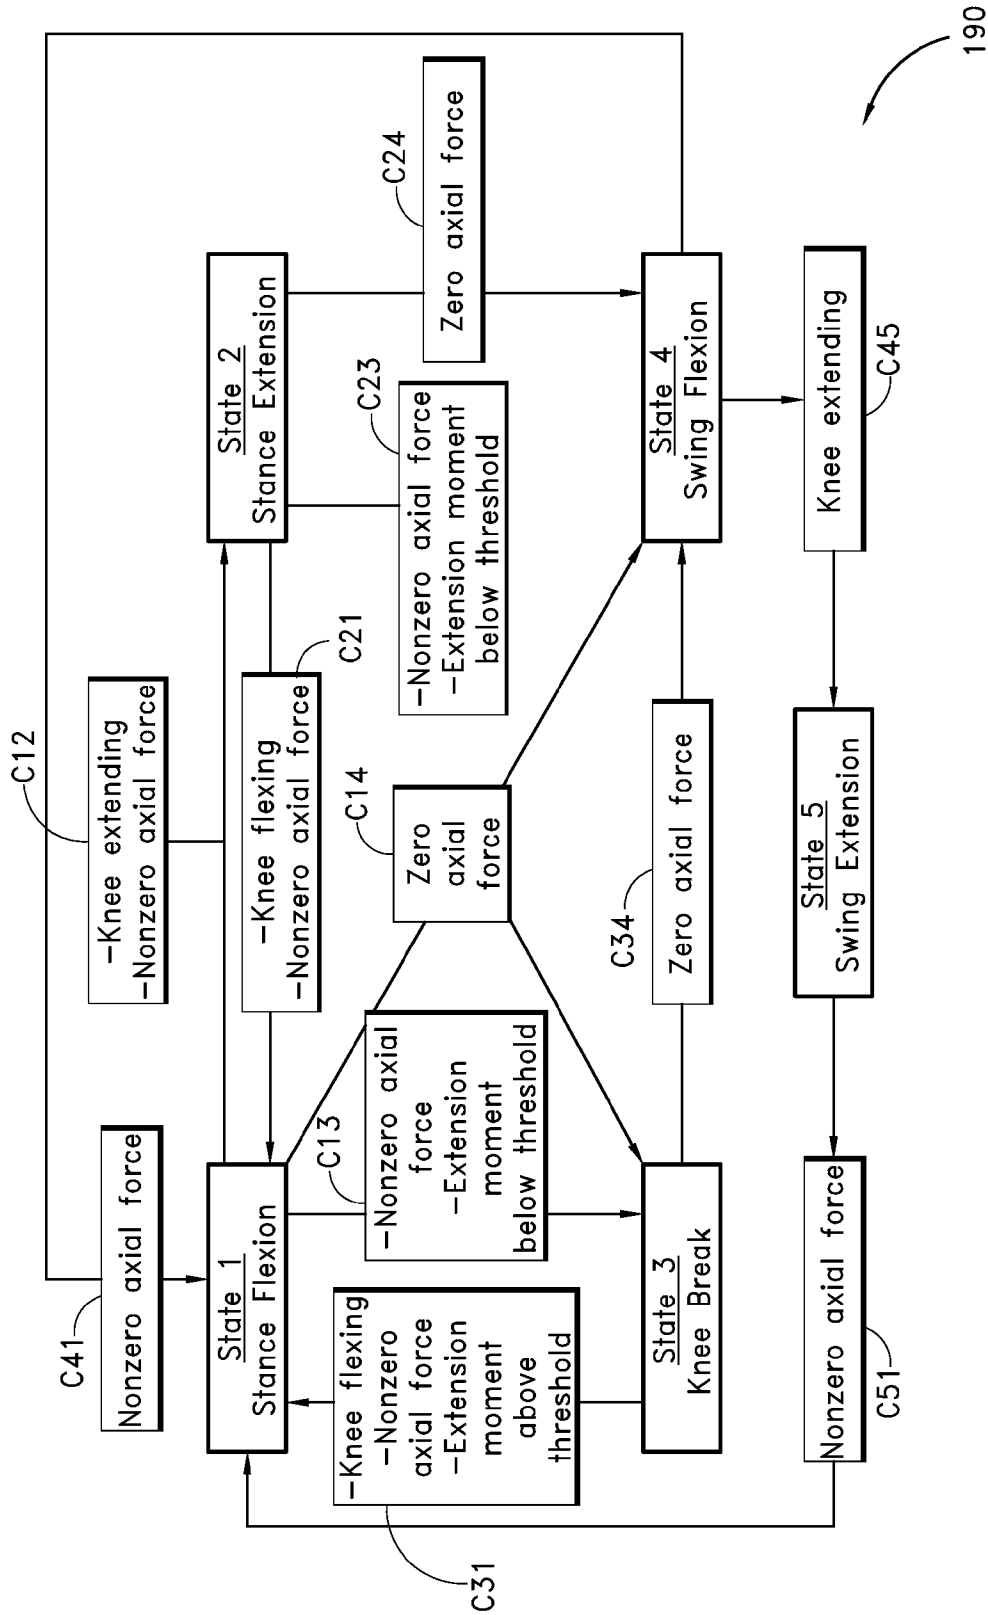 C12
C41
Nonzero axial force
-Knee extending
-Nonzero axial force
State 1
Stance Flexion
-Knee flexing
-Nonzero axial force
C21
State 2
Stance Extension
C31
-Knee flexing
-Nonzero
axial force
-Extension
moment
above
threshold
C13
-Nonzero axial
force
-Extension
moment
below threshold
C14
Zero
axial
force
C23
-Nonzero axial force
-Extension moment
below threshold
C24
Zero axial force
State 3
Knee Break
C34
Zero axial force
State 4
Swing Flexion
C51
Nonzero axial force
State 5
Swing Extension
Knee extending
C45
190